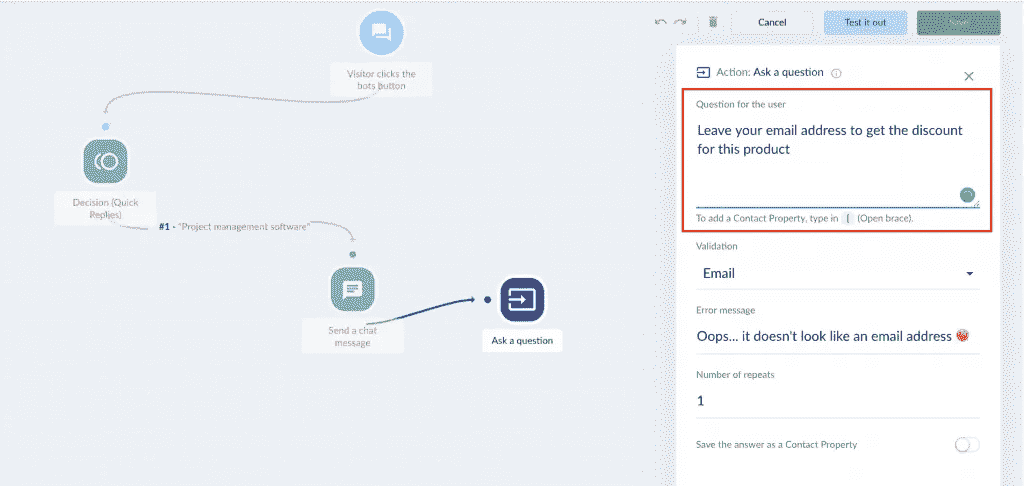 Cancel
Test it out
Visitor clicks the
bots button
Decision (Quick
Replies)
#1 - "Project management software"
Send a chat
message
Ask a question
Action: Ask a question
Question for the user
Leave your email address to get the discount
for this product
To add a Contact Property, type in { (Open brace).
Validation
Email
Error message
Oops... it doesn't look like an email address
Number of repeats
1
Save the answer as a Contact Property